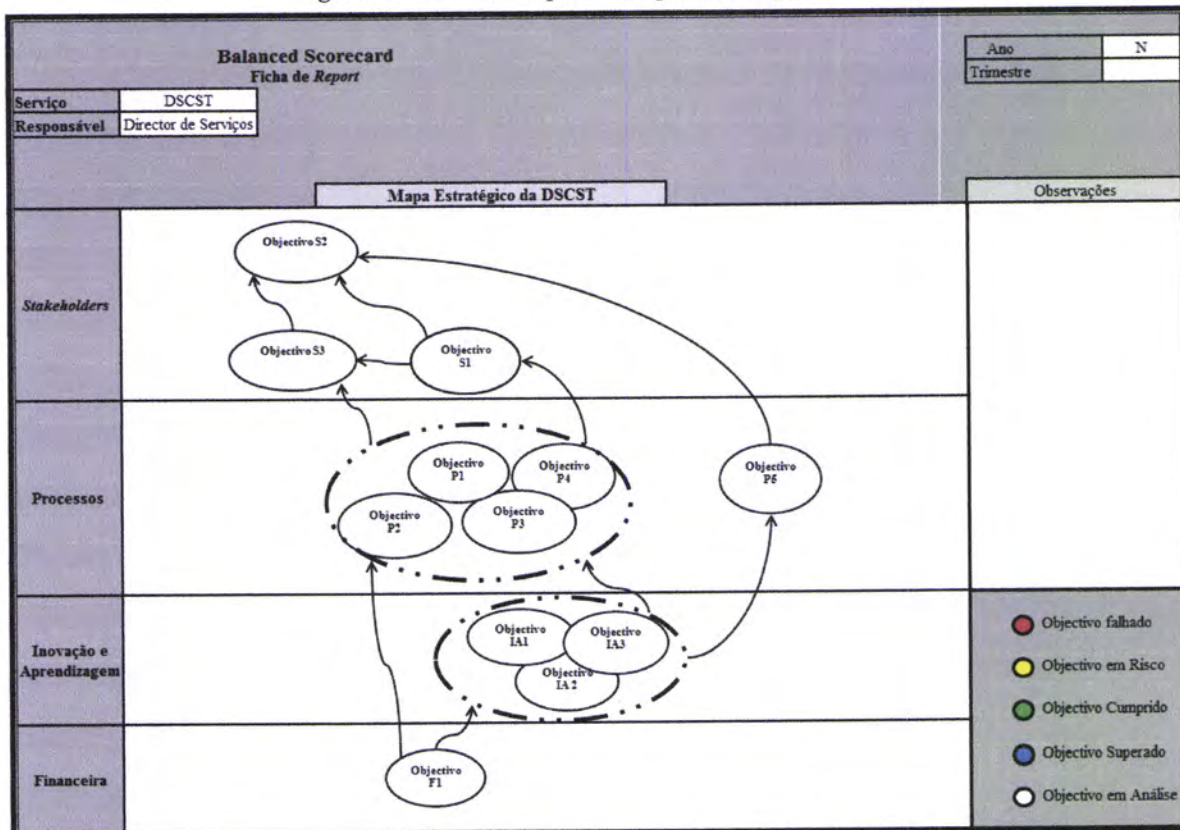 Balanced Scorecard
Ficha de Report
Ano N
Trimestre
Serviço DSCST
Responsável Director de Serviços
Mapa Estratégico da DSCST
Observações
Stakeholders
Objectivo S2
Objectivo S3
Objectivo
S1
Processos
Objectivo
P1
Objectivo
P4
Objectivo
P2
Objectivo
P3
Objectivo
P5
Inovação e
Aprendizagem
Objectivo
IA1
Objectivo
IA3
Objectivo
IA 2
Financeira
Objectivo
F1
Objectivo falhado
Objectivo em Risco
Objectivo Cumprido
Objectivo Superado
Objectivo em Análise